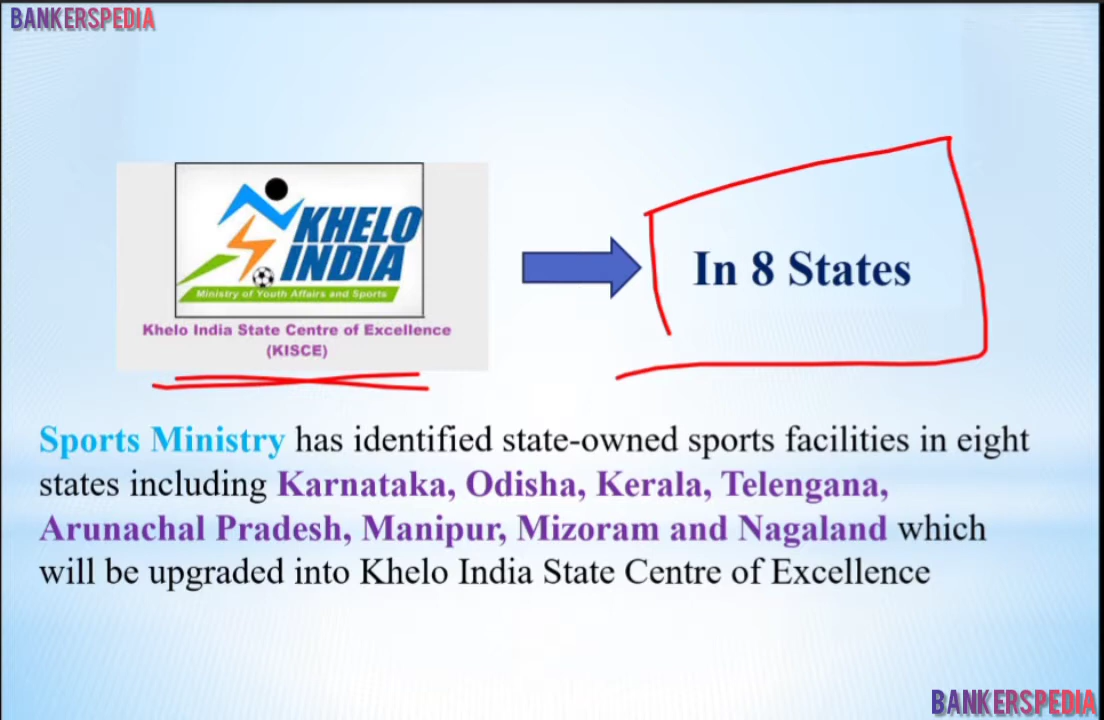 BANKERSPEDIA
KHELO
INDIA
Ministry of Youth Affairs and Sports
Khelo India State Centre of Excellence
(KISCE)
In 8 States
Sports Ministry has identified state-owned sports facilities in eight
states including Karnataka, Odisha, Kerala, Telengana,
Arunachal Pradesh, Manipur, Mizoram and Nagaland which
will be upgraded into Khelo India State Centre of Excellence
BANKERSPEDIA